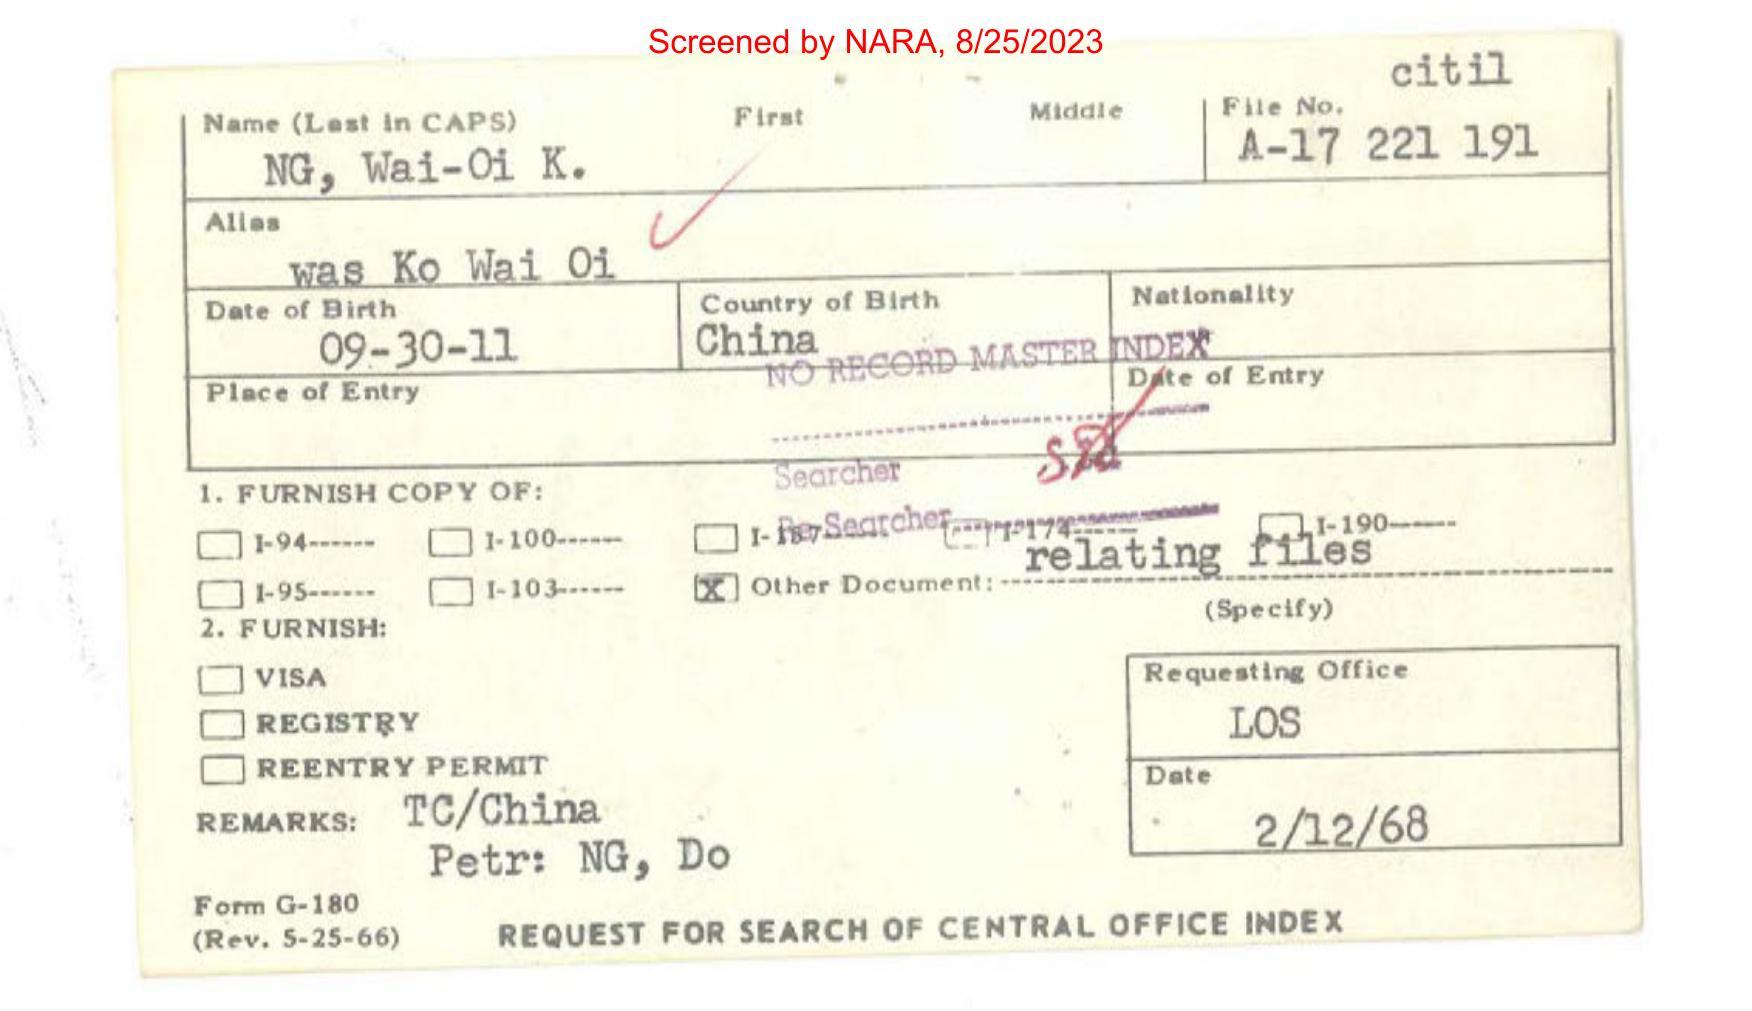 Screened by NARA, 8/25/2023
citil
Name (Last in CAPS) First Middle File No.
NG, Wai-Oi K. A-17 221 191
Alias
was Ko Wai Oi
Date of Birth Country of Birth Nationality
09-30-11 China
NO RECORD MASTER INDEX
Place of Entry Date of Entry
Searcher
1. FURNISH COPY OF:
Re-Searcher
I-94------ I-100------ I-187 I-174----- I-190------
relating files
I-95------ I-103------ X Other Document:
(Specify)
2. FURNISH:
VISA
REGISTRY
REENTRY PERMIT
Requesting Office
LOS
Date
2/12/68
REMARKS: TC/China
Petr: NG, Do
Form G-180
(Rev. 5-25-66) REQUEST FOR SEARCH OF CENTRAL OFFICE INDEX